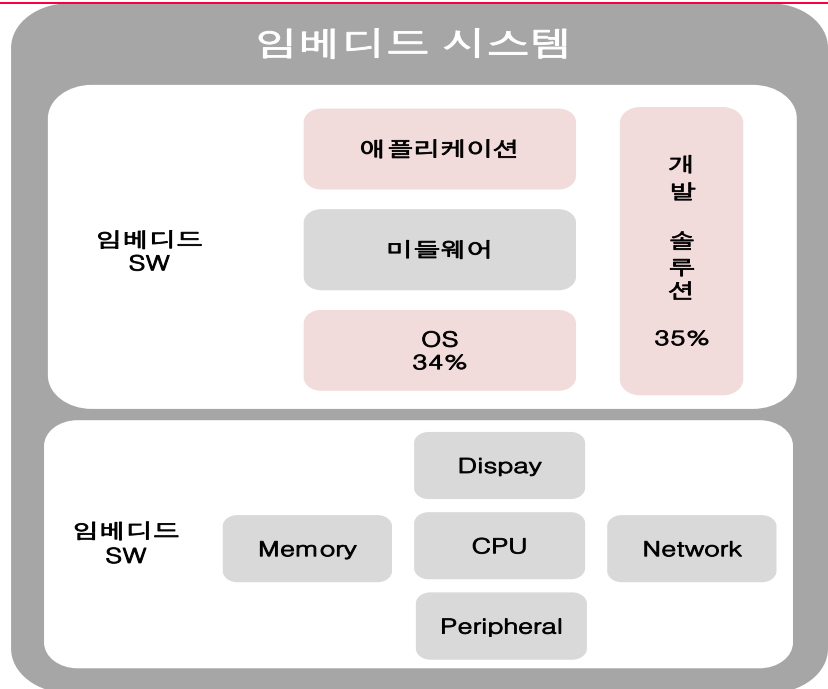 임베디드 시스템
임베디드
SW
애플리케이션
미들웨어
OS
34%
개
발
솔
루
션
35%
임베디드
SW
Dispay
Memory
CPU
Network
Peripheral